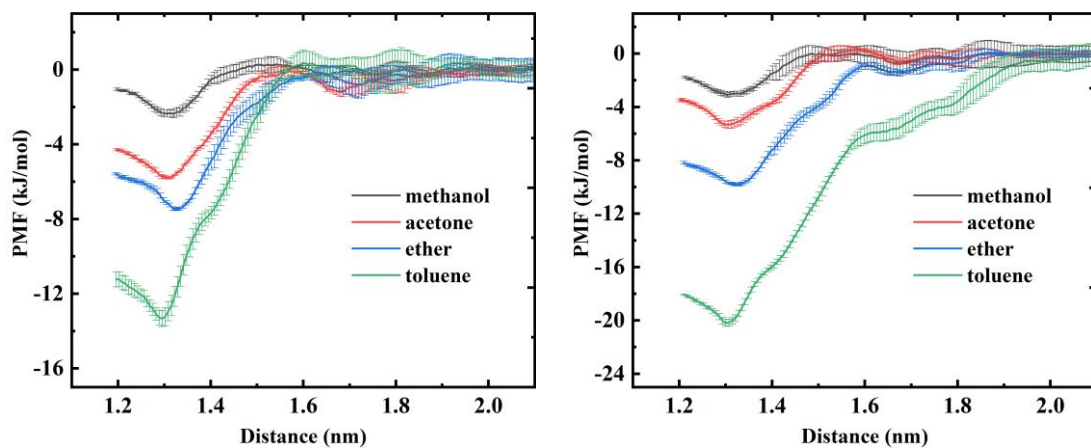 0
-4
-8
-12
-16
PMF (kJ/mol)
methanol
acetone
ether
toluene
1.2 1.4 1.6 1.8 2.0
Distance (nm)
0
-4
-8
-12
-16
-20
-24
PMF (kJ/mol)
methanol
acetone
ether
toluene
1.2 1.4 1.6 1.8 2.0
Distance (nm)